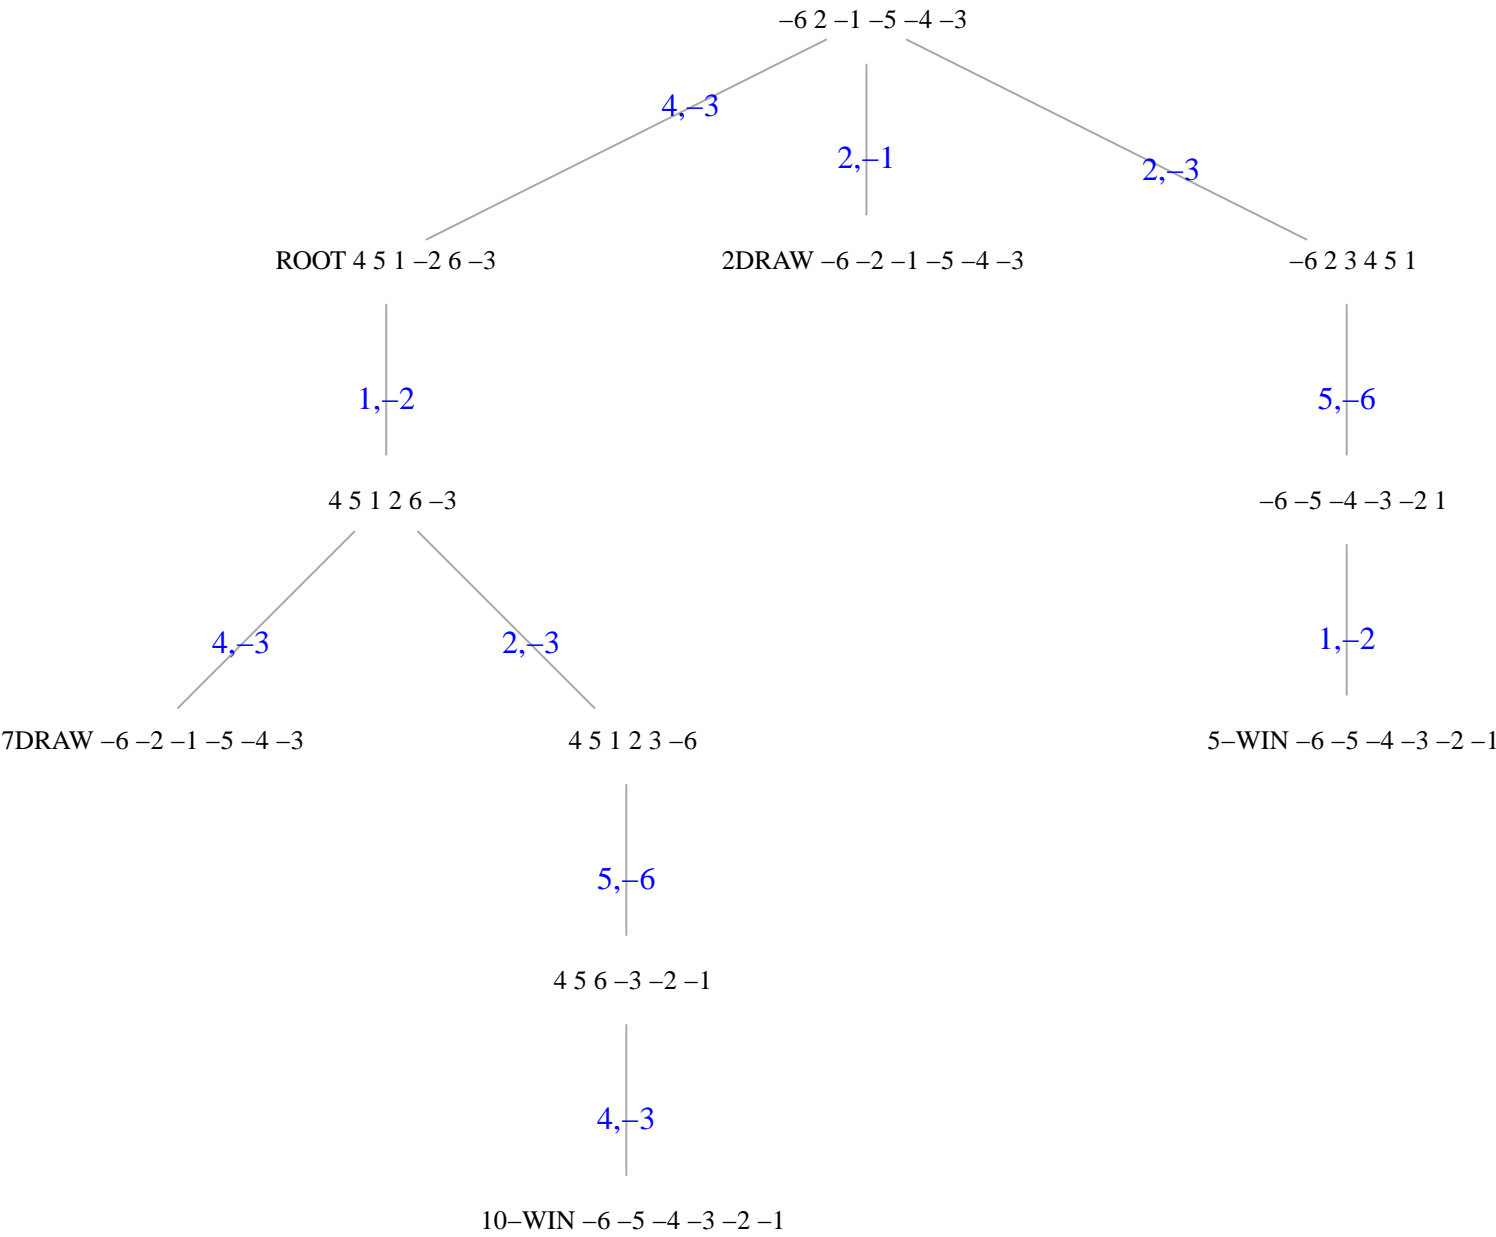 –6 2 –1 –5 –4 –3
4,–3
2,–1
2,–3
ROOT 4 5 1 –2 6 –3
2DRAW –6 –2 –1 –5 –4 –3
–6 2 3 4 5 1
1,–2
5,–6
4 5 1 2 6 –3
–6 –5 –4 –3 –2 1
4,–3
2,–3
1,–2
7DRAW –6 –2 –1 –5 –4 –3
4 5 1 2 3 –6
5–WIN –6 –5 –4 –3 –2 –1
5,–6
4 5 6 –3 –2 –1
4,–3
10–WIN –6 –5 –4 –3 –2 –1